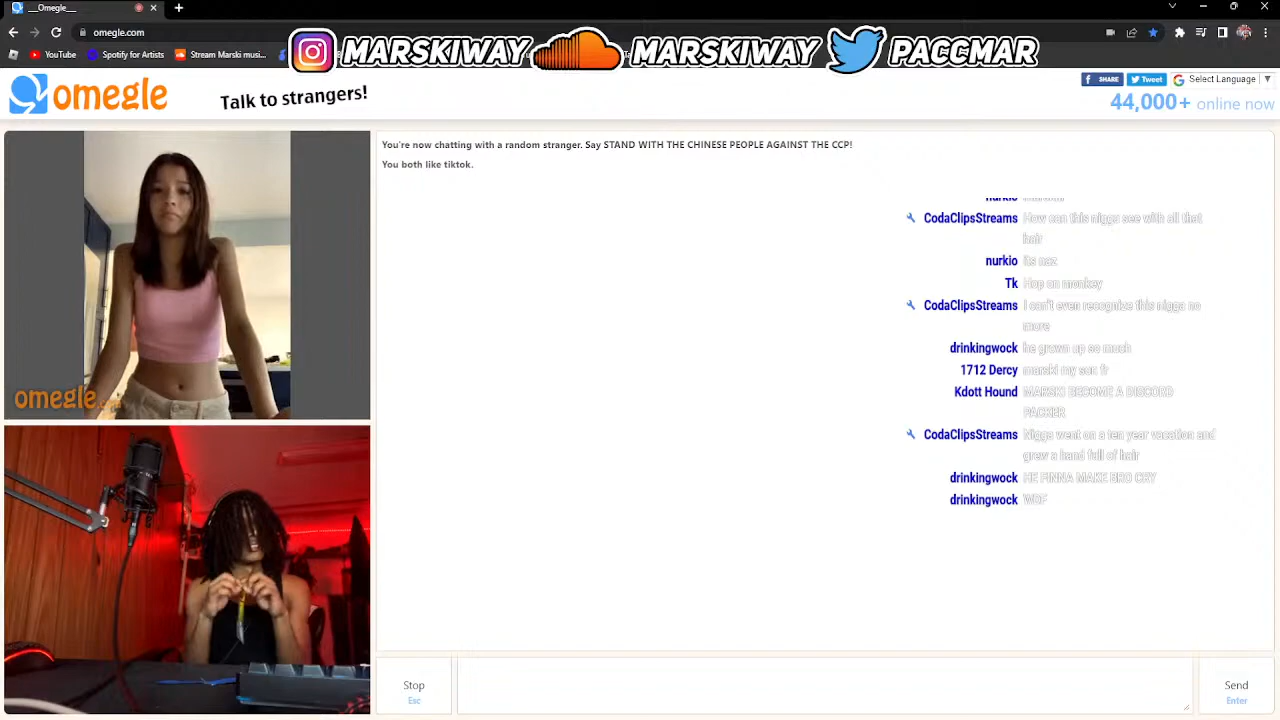 __Omegle__
omegle.com
YouTube
Spotify for Artists
Stream Marski musi...
MARSKIWAY
MARSKIWAY
PACCMAR
omegle
Talk to strangers!
SHARE
Tweet
Select Language
44,000+ online now
You're now chatting with a random stranger. Say STAND WITH THE CHINESE PEOPLE AGAINST THE CCP!
You both like tiktok.
omegle
nurkio
CodaClipsStreams How can this nigga see with all that
hair
nurkio its naz
Tk Hop on monkey
CodaClipsStreams I can't even recognize this nigga no
more
drinkingwock he grown up so much
1712 Dercy marski my son fr
Kdott Hound MARSKI BECOME A DISCORD
PACKER
CodaClipsStreams Nigga went on a ten year vacation and
grew a hand full of hair
drinkingwock HE FINNA MAKE BRO CRY
drinkingwock
Stop
Esc
Send
Enter